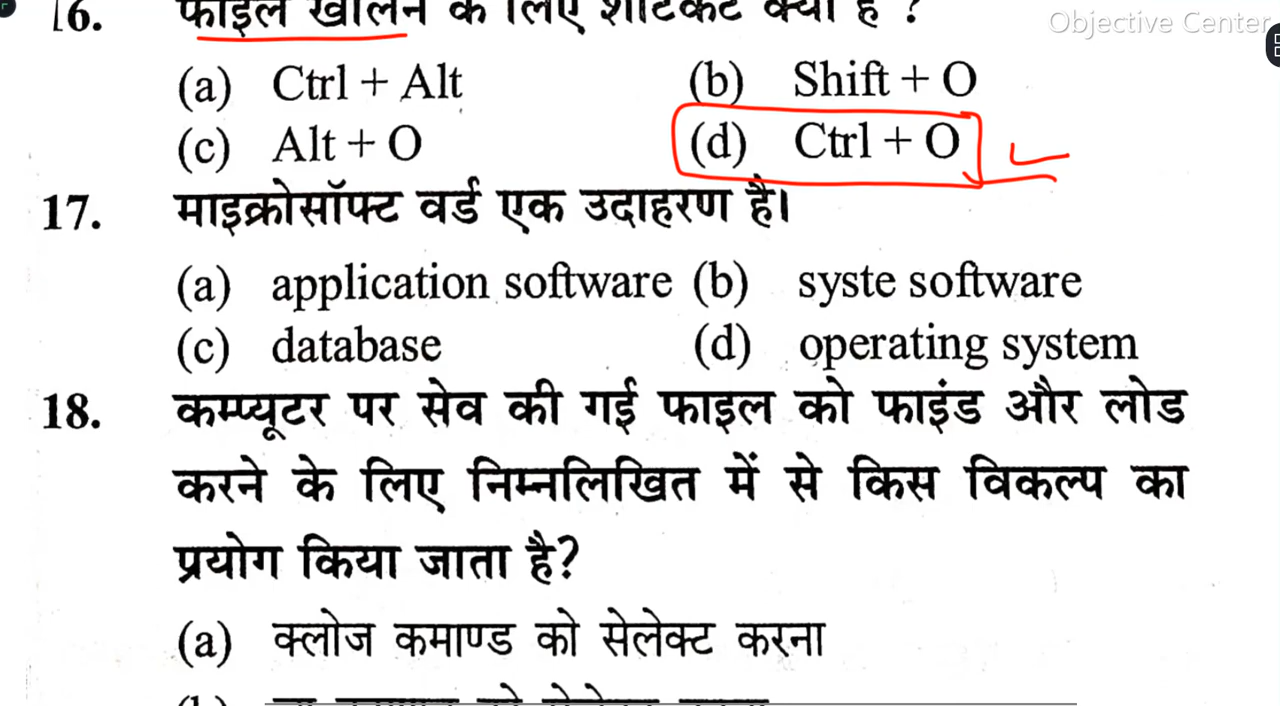 16. फाइल खोलने के लिए शॉर्टकट क्या है ?
Objective Center
(a) Ctrl + Alt (b) Shift + O
(c) Alt + O (d) Ctrl + O
17. माइक्रोसॉफ्ट वर्ड एक उदाहरण है।
(a) application software (b) syste software
(c) database (d) operating system
18. कम्प्यूटर पर सेव की गई फाइल को फाइंड और लोड
करने के लिए निम्नलिखित में से किस विकल्प का
प्रयोग किया जाता है?
(a) क्लोज कमाण्ड को सेलेक्ट करना